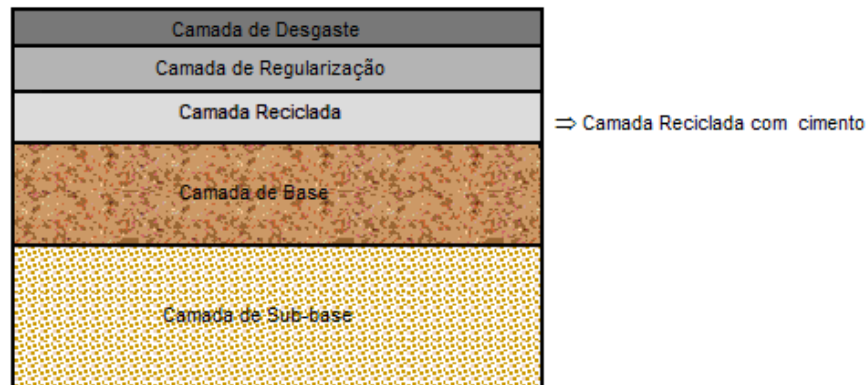 Camada de Desgaste
Camada de Regularização
Camada Reciclada
⇒ Camada Reciclada com cimento
Camada de Base
Camada de Sub-base